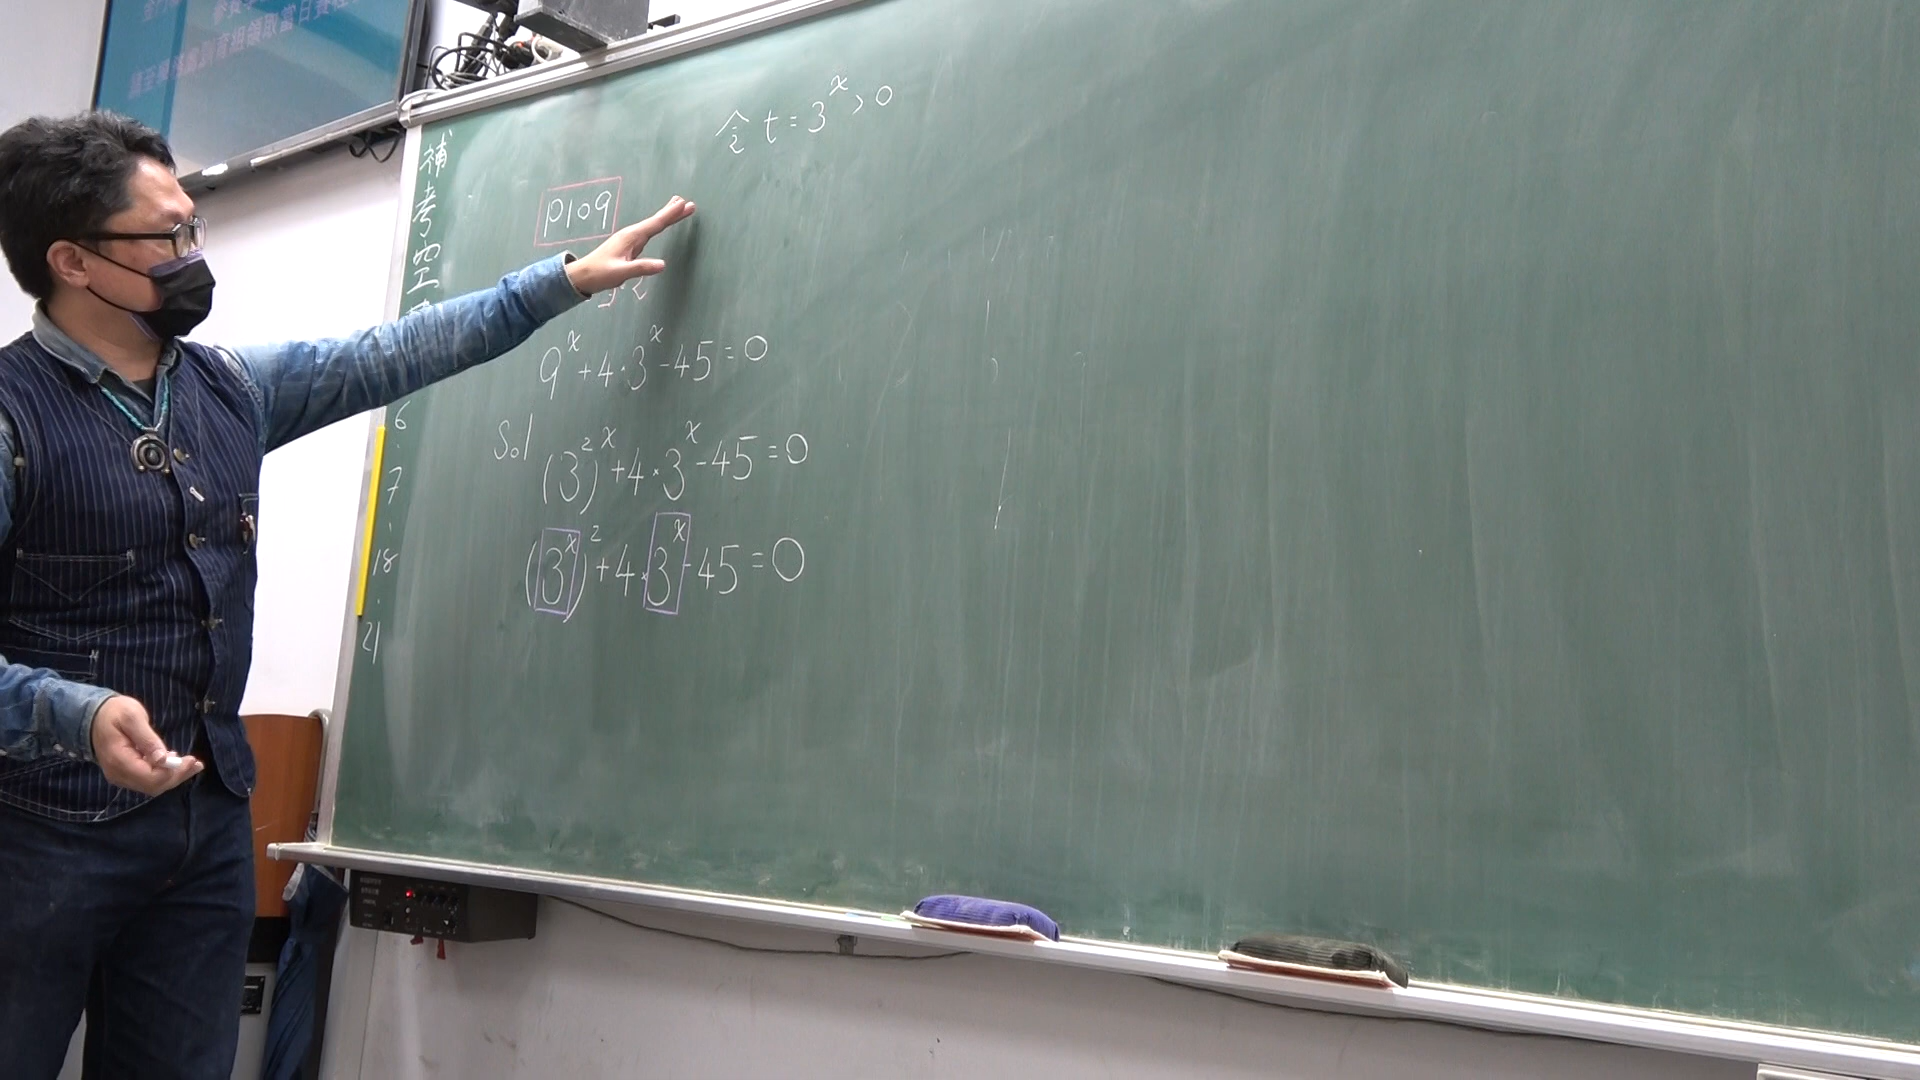 令 t = 3^x > 0
P109
9^x + 4·3^x - 45 = 0
Sol (3^2)^x + 4·3^x - 45 = 0
(3^x)^2 + 4·3^x - 45 = 0
補
考
空
6
7
18
21